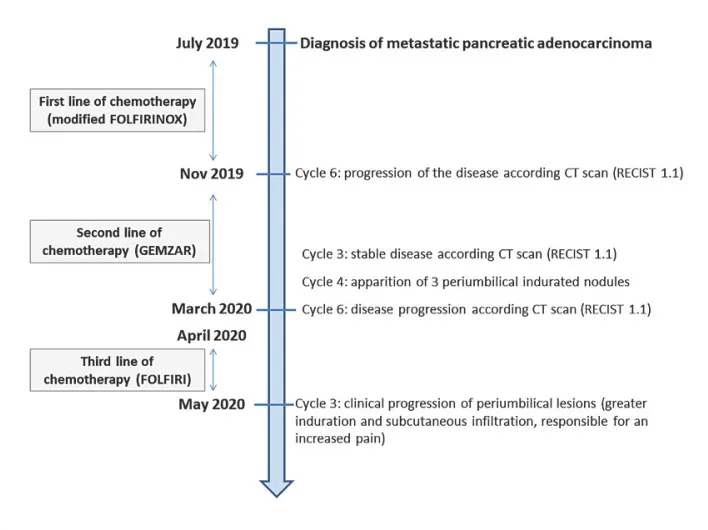 July 2019
Diagnosis of metastatic pancreatic adenocarcinoma
First line of chemotherapy
(modified FOLFIRINOX)
Nov 2019
Cycle 6: progression of the disease according CT scan (RECIST 1.1)
Second line of
chemotherapy (GEMZAR)
Cycle 3: stable disease according CT scan (RECIST 1.1)
Cycle 4: apparition of 3 periumbilical indurated nodules
March 2020
Cycle 6: disease progression according CT scan (RECIST 1.1)
April 2020
Third line of
chemotherapy (FOLFIRI)
May 2020
Cycle 3: clinical progression of periumbilical lesions (greater
induration and subcutaneous infiltration, responsible for an
increased pain)